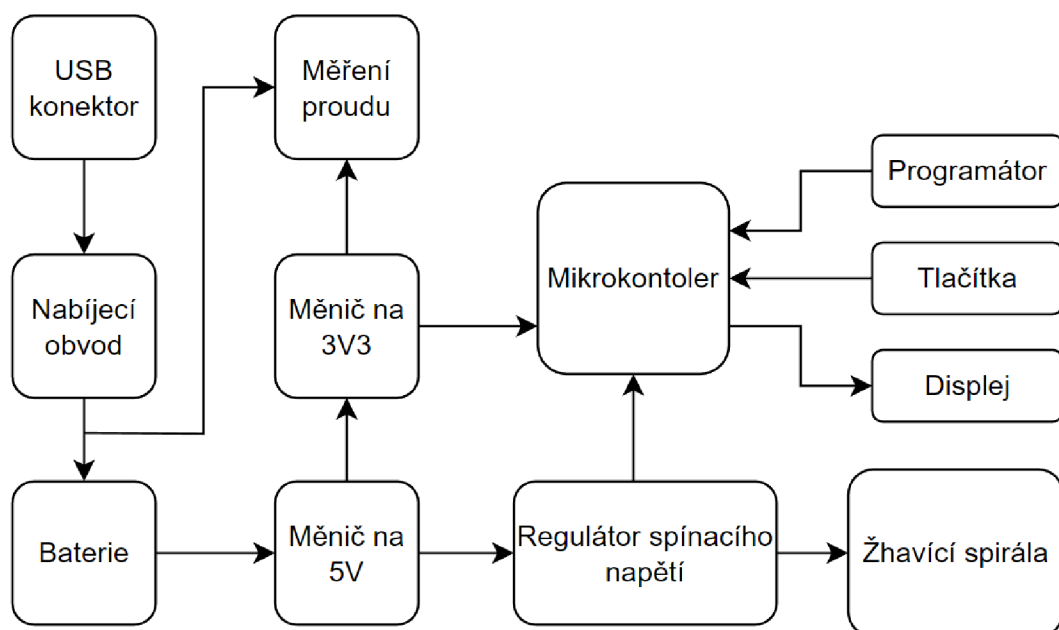 USB
konektor
Měření
proudu
Programátor
Mikrokontoler
Tlačítka
Nabíjecí
obvod
Měnič na
3V3
Displej
Baterie
Měnič na
5V
Regulátor spínacího
napětí
Žhavící spirála